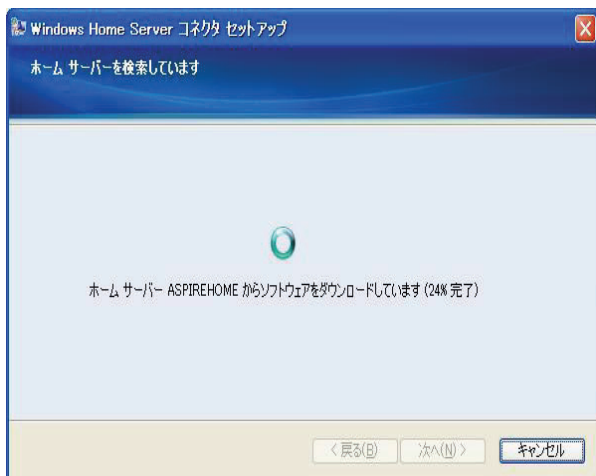 Windows Home Server コネクタ セットアップ
ホーム サーバーを検索しています
ホーム サーバー ASPIREHOME からソフトウェアをダウンロードしています (24% 完了)
< 戻る(B) 次へ(N) > キャンセル